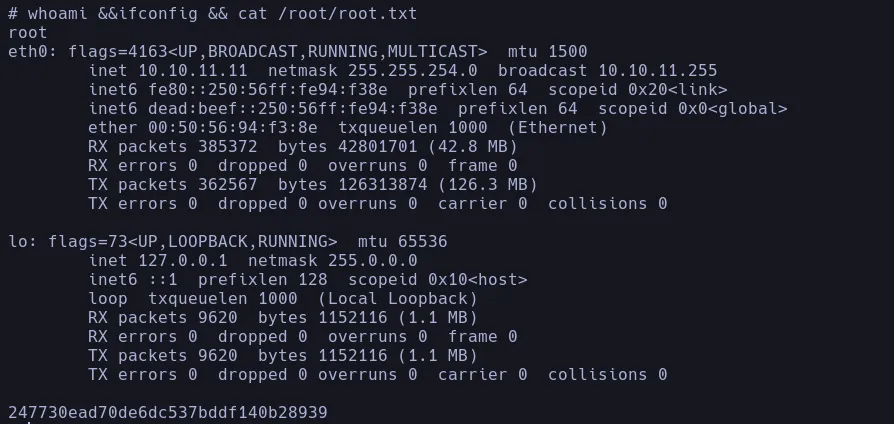 # whoami &&ifconfig && cat /root/root.txt
root
eth0: flags=4163<UP,BROADCAST,RUNNING,MULTICAST>  mtu 1500
        inet 10.10.11.11  netmask 255.255.254.0  broadcast 10.10.11.255
        inet6 fe80::250:56ff:fe94:f38e  prefixlen 64  scopeid 0x20<link>
        inet6 dead:beef::250:56ff:fe94:f38e  prefixlen 64  scopeid 0x0<global>
        ether 00:50:56:94:f3:8e  txqueuelen 1000  (Ethernet)
        RX packets 385372  bytes 42801701 (42.8 MB)
        RX errors 0  dropped 0  overruns 0  frame 0
        TX packets 362567  bytes 126313874 (126.3 MB)
        TX errors 0  dropped 0 overruns 0  carrier 0  collisions 0

lo: flags=73<UP,LOOPBACK,RUNNING>  mtu 65536
        inet 127.0.0.1  netmask 255.0.0.0
        inet6 ::1  prefixlen 128  scopeid 0x10<host>
        loop  txqueuelen 1000  (Local Loopback)
        RX packets 9620  bytes 1152116 (1.1 MB)
        RX errors 0  dropped 0  overruns 0  frame 0
        TX packets 9620  bytes 1152116 (1.1 MB)
        TX errors 0  dropped 0 overruns 0  carrier 0  collisions 0

247730ead70de6dc537bddf140b28939